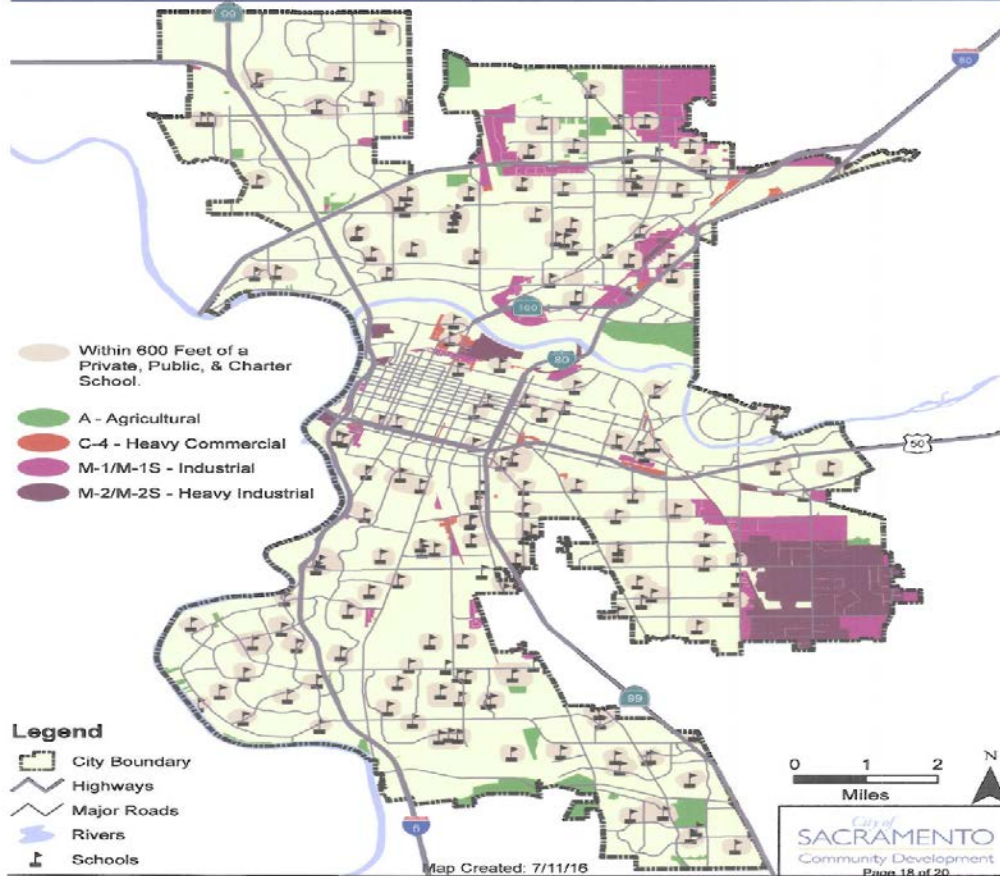 99
80
160
80
50
Within 600 Feet of a
Private, Public, & Charter
School.
A - Agricultural
C-4 - Heavy Commercial
M-1/M-1S - Industrial
M-2/M-2S - Heavy Industrial
99
Legend
City Boundary
Highways
Major Roads
Rivers
Schools
5
Map Created: 7/11/16
0 1 2
Miles
N
City of
SACRAMENTO
Community Development
Page 18 of 20